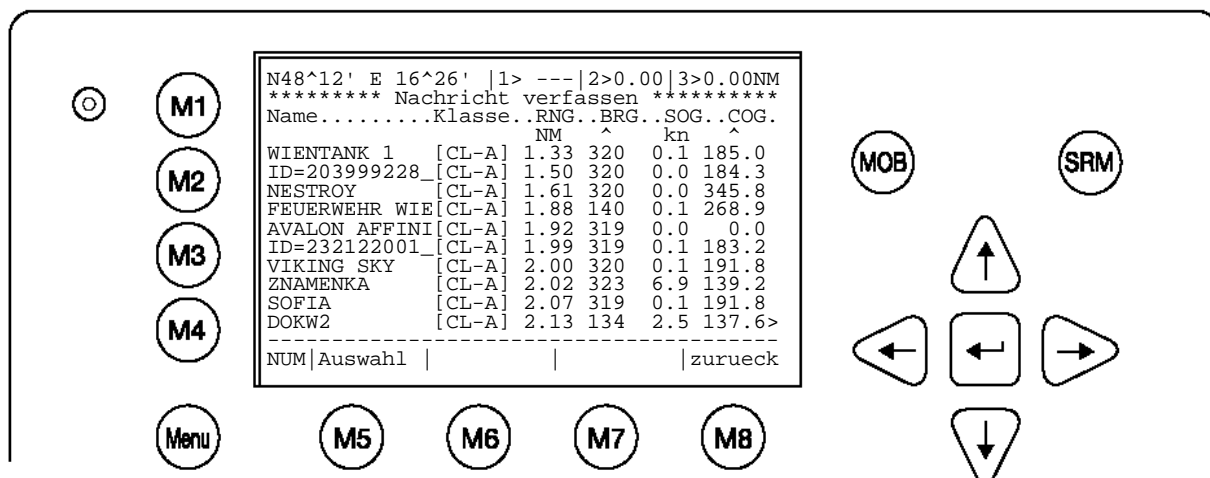 N48^12' E 16^26' |1> ---|2>0.00|3>0.00NM
********* Nachricht verfassen **********
Name.........Klasse..RNG..BRG..SOG..COG.
NM ^ kn ^
WIENTANK 1 [CL-A] 1.33 320 0.1 185.0
ID=203999228_[CL-A] 1.50 320 0.0 184.3
NESTROY [CL-A] 1.61 320 0.0 345.8
FEUERWEHR WIE[CL-A] 1.88 140 0.1 268.9
AVALON AFFINI[CL-A] 1.92 319 0.0 0.0
ID=232122001_[CL-A] 1.99 319 0.1 183.2
VIKING SKY [CL-A] 2.00 320 0.1 191.8
ZNAMENKA [CL-A] 2.02 323 6.9 139.2
SOFIA [CL-A] 2.07 319 0.1 191.8
DOKW2 [CL-A] 2.13 134 2.5 137.6>
----------------------------------------
NUM|Auswahl | | |zurueck
M1
M2
M3
M4
Menu
M5
M6
M7
M8
MOB
SRM